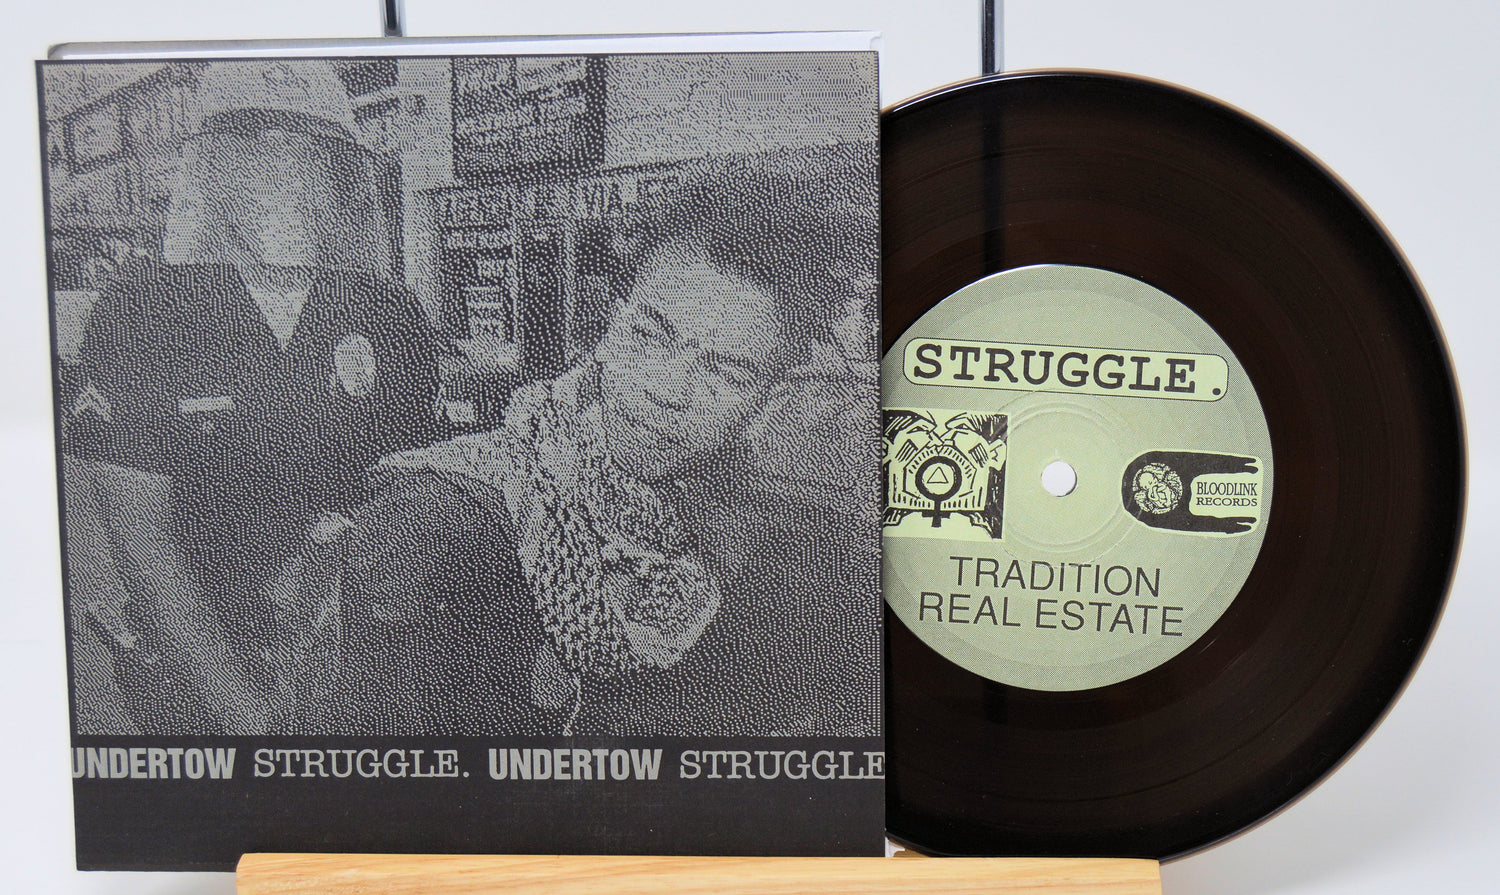 UNDERTOW STRUGGLE. UNDERTOW STRUGGLE
STRUGGLE.
BLOODLINK
RECORDS
TRADITION
REAL ESTATE